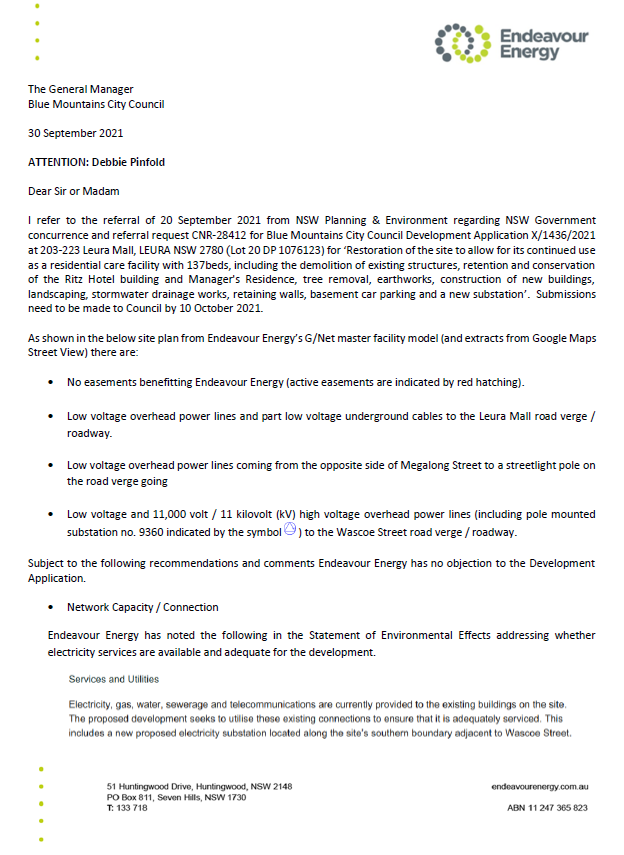 Endeavour
Energy
The General Manager
Blue Mountains City Council
30 September 2021
ATTENTION: Debbie Pinfold
Dear Sir or Madam
I refer to the referral of 20 September 2021 from NSW Planning & Environment regarding NSW Government
concurrence and referral request CNR-28412 for Blue Mountains City Council Development Application X/1436/2021
at 203-223 Leura Mall, LEURA NSW 2780 (Lot 20 DP 1076123) for ‘Restoration of the site to allow for its continued use
as a residential care facility with 137beds, including the demolition of existing structures, retention and conservation
of the Ritz Hotel building and Manager's Residence, tree removal, earthworks, construction of new buildings,
landscaping, stormwater drainage works, retaining walls, basement car parking and a new substation’. Submissions
need to be made to Council by 10 October 2021.
As shown in the below site plan from Endeavour Energy’s G/Net master facility model (and extracts from Google Maps
Street View) there are:
• No easements benefitting Endeavour Energy (active easements are indicated by red hatching).
• Low voltage overhead power lines and part low voltage underground cables to the Leura Mall road verge /
roadway.
• Low voltage overhead power lines coming from the opposite side of Megalong Street to a streetlight pole on
the road verge going
• Low voltage and 11,000 volt / 11 kilovolt (kV) high voltage overhead power lines (including pole mounted
substation no. 9360 indicated by the symbol ) to the Wascoe Street road verge / roadway.
Subject to the following recommendations and comments Endeavour Energy has no objection to the Development
Application.
• Network Capacity / Connection
Endeavour Energy has noted the following in the Statement of Environmental Effects addressing whether
electricity services are available and adequate for the development.
Services and Utilities
Electricity, gas, water, sewerage and telecommunications are currently provided to the existing buildings on the site.
The proposed development seeks to utilise these existing connections to ensure that it is adequately serviced. This
includes a new proposed electricity substation located along the site's southern boundary adjacent to Wascoe Street.
51 Huntingwood Drive, Huntingwood, NSW 2148
PO Box 811, Seven Hills, NSW 1730
T: 133 718
endeavourenergy.com.au
ABN 11 247 365 823